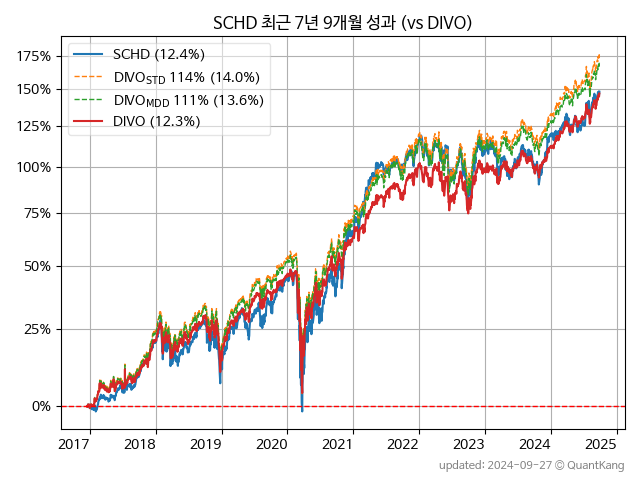 SCHD 최근 7년 9개월 성과 (vs DIVO)
SCHD (12.4%)
DIVO_STD 114% (14.0%)
DIVO_MDD 111% (13.6%)
DIVO (12.3%)
175%
150%
125%
100%
75%
50%
25%
0%
2017 2018 2019 2020 2021 2022 2023 2024 2025
updated: 2024-09-27 © QuantKang